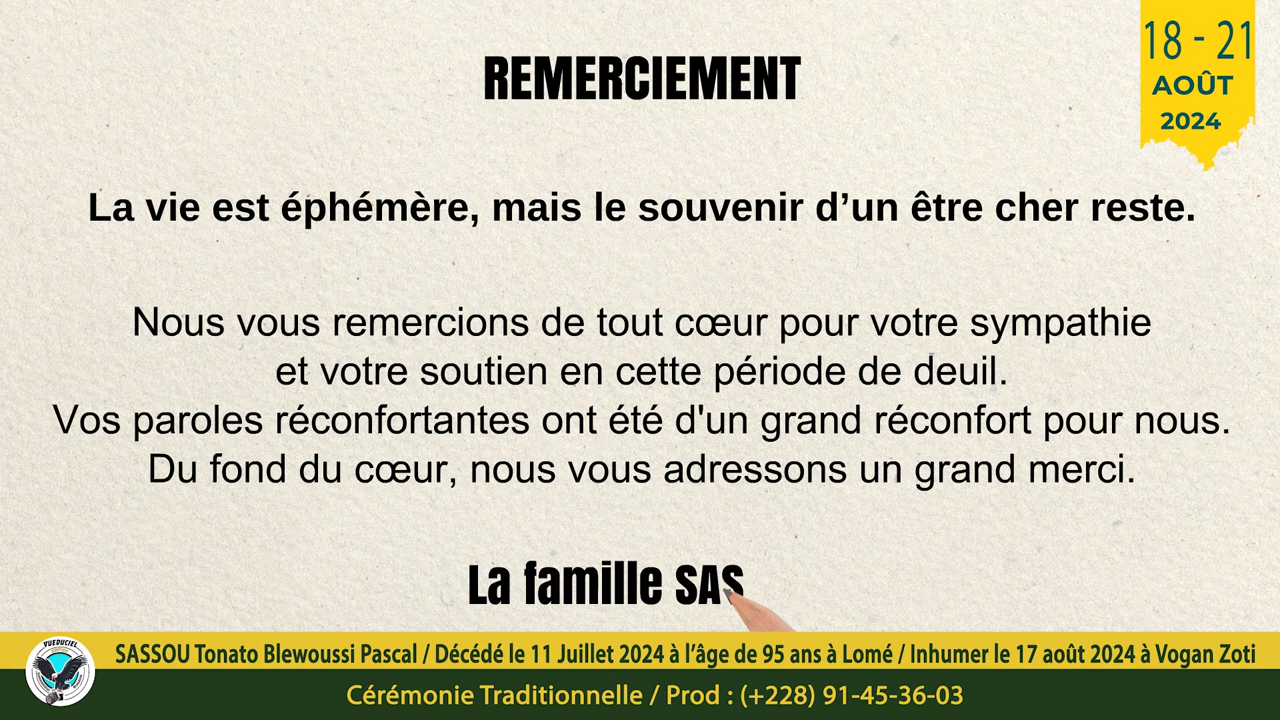 18 - 21
AOÛT
2024
REMERCIEMENT
La vie est éphémère, mais le souvenir d’un être cher reste.
Nous vous remercions de tout cœur pour votre sympathie
et votre soutien en cette période de deuil.
Vos paroles réconfortantes ont été d'un grand réconfort pour nous.
Du fond du cœur, nous vous adressons un grand merci.
La famille SAS
VUEDUCIEL
SASSOU Tonato Blewoussi Pascal / Décédé le 11 Juillet 2024 à l’âge de 95 ans à Lomé / Inhumer le 17 août 2024 à Vogan Zoti
Cérémonie Traditionnelle / Prod : (+228) 91-45-36-03